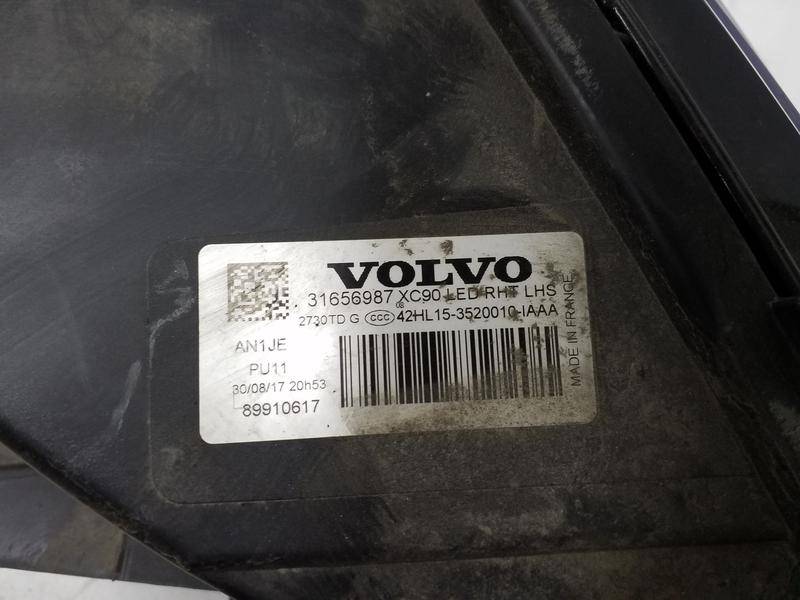 VOLVO
31656987 XC90 LED RHT LHS
2730TD G CCC 42HL15-3520010-IAAA
08
AN1JE
PU11
30/08/17 20h53
89910617
MADE IN FRANCE